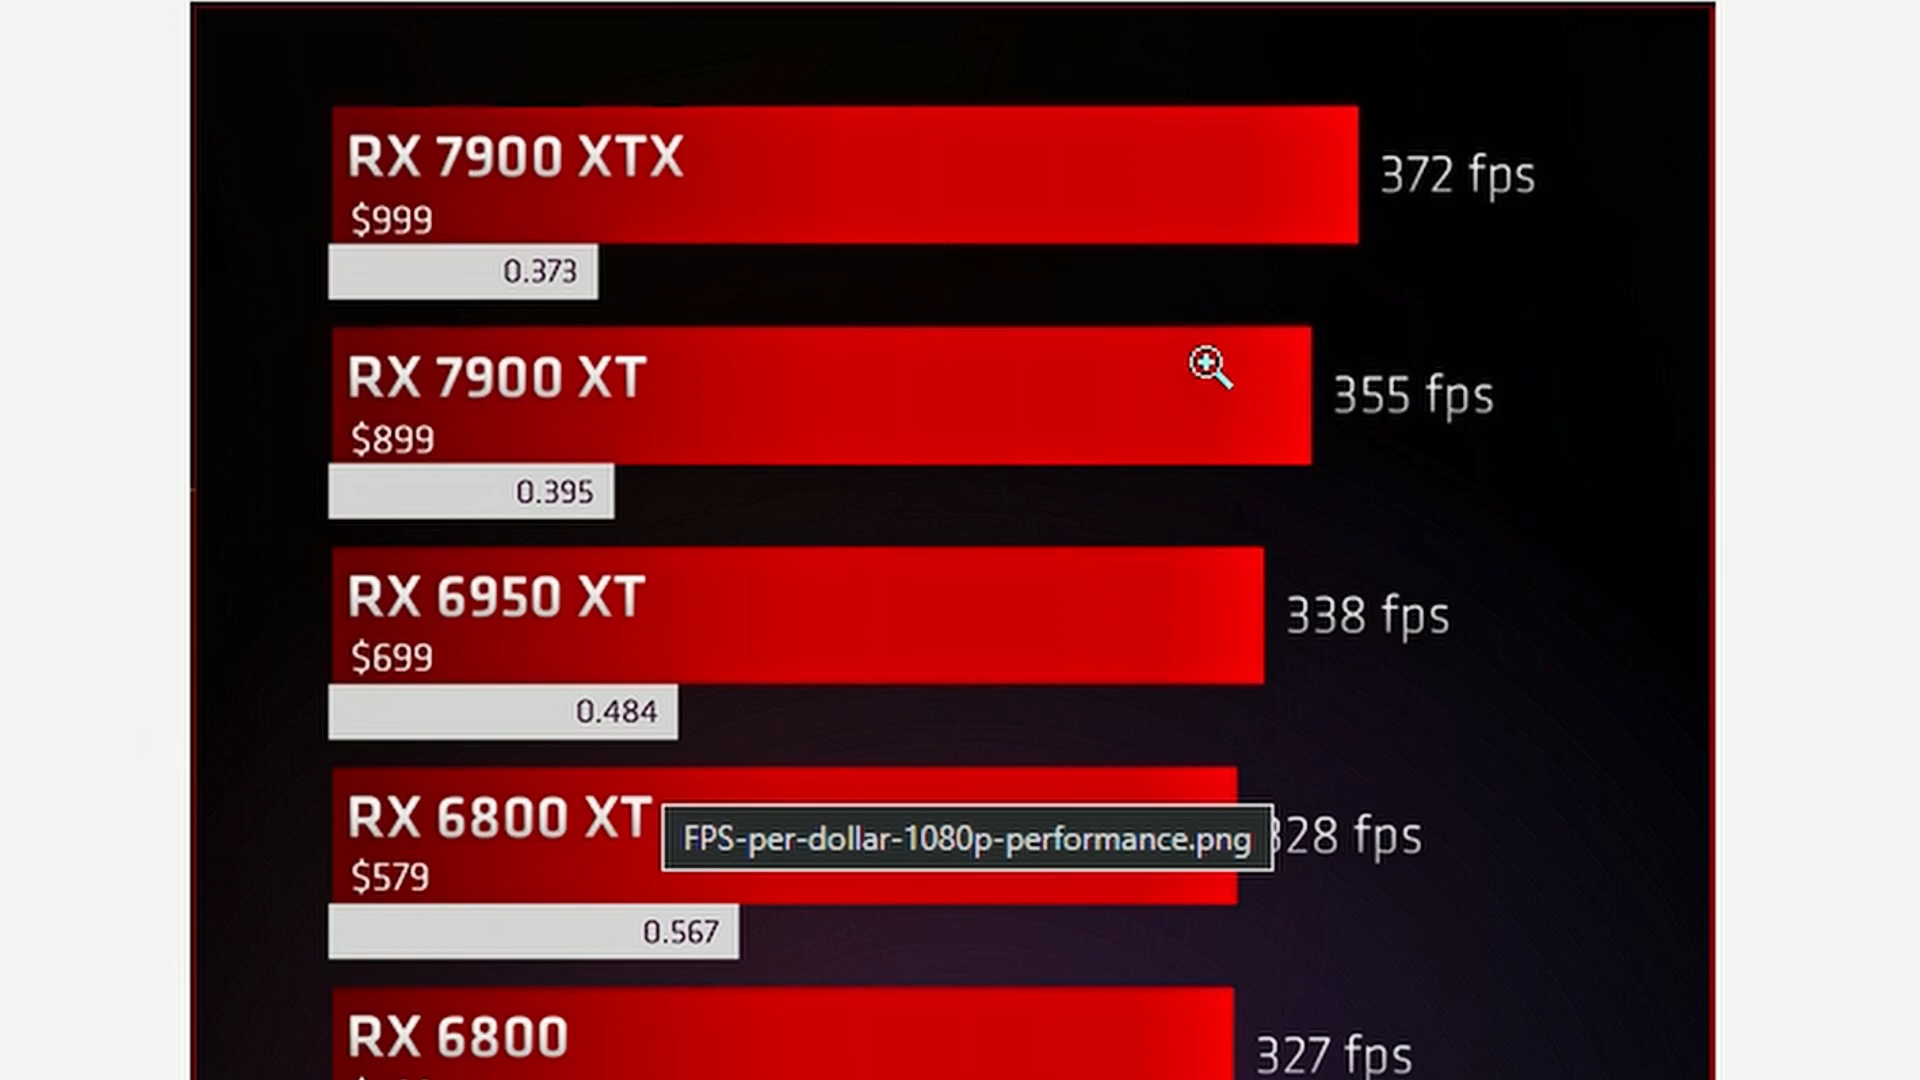 RX 7900 XTX
372 fps
$999
0.373
RX 7900 XT
355 fps
$899
0.395
RX 6950 XT
338 fps
$699
0.484
RX 6800 XT
FPS-per-dollar-1080p-performance.png
28 fps
$579
0.567
RX 6800
327 fps